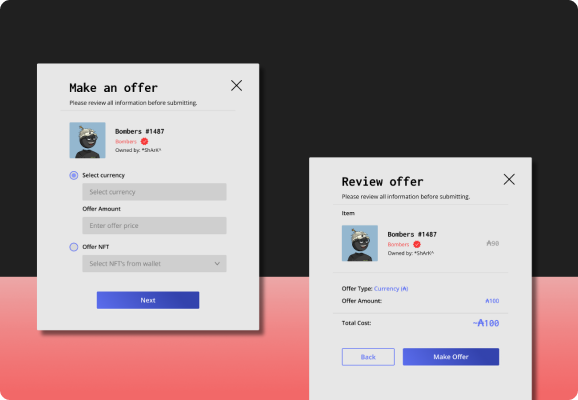 Make an offer
Please review all information before submitting.
Bombers #1487
Bombers
Owned by: *ShArK^
Select currency
Select currency
Offer Amount
Enter offer price
Offer NFT
Select NFT's from wallet
Next
Review offer
Please review all information before submitting.
Item
Bombers #1487
Bombers
Owned by: *ShArK^
₳90
Offer Type: Currency (₳)
Offer Amount: ₳100
Total Cost: ~₳100
Back
Make Offer